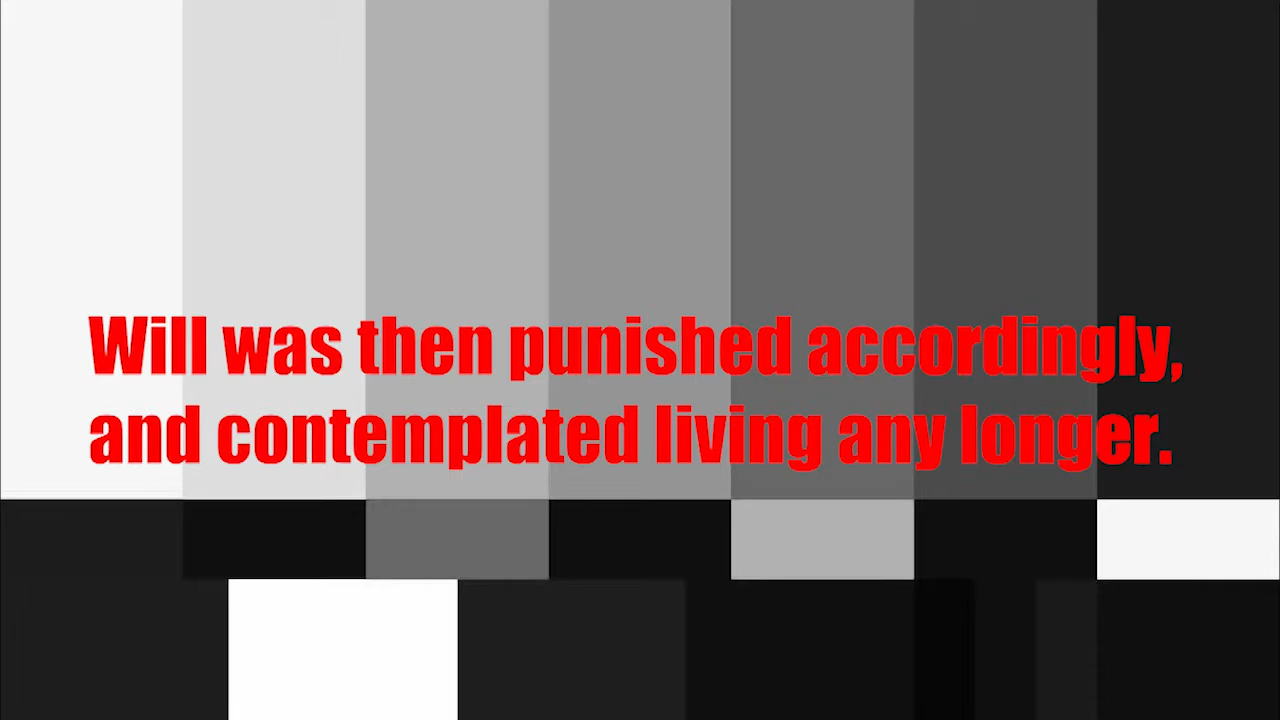 Will was then punished accordingly,
and contemplated living any longer.